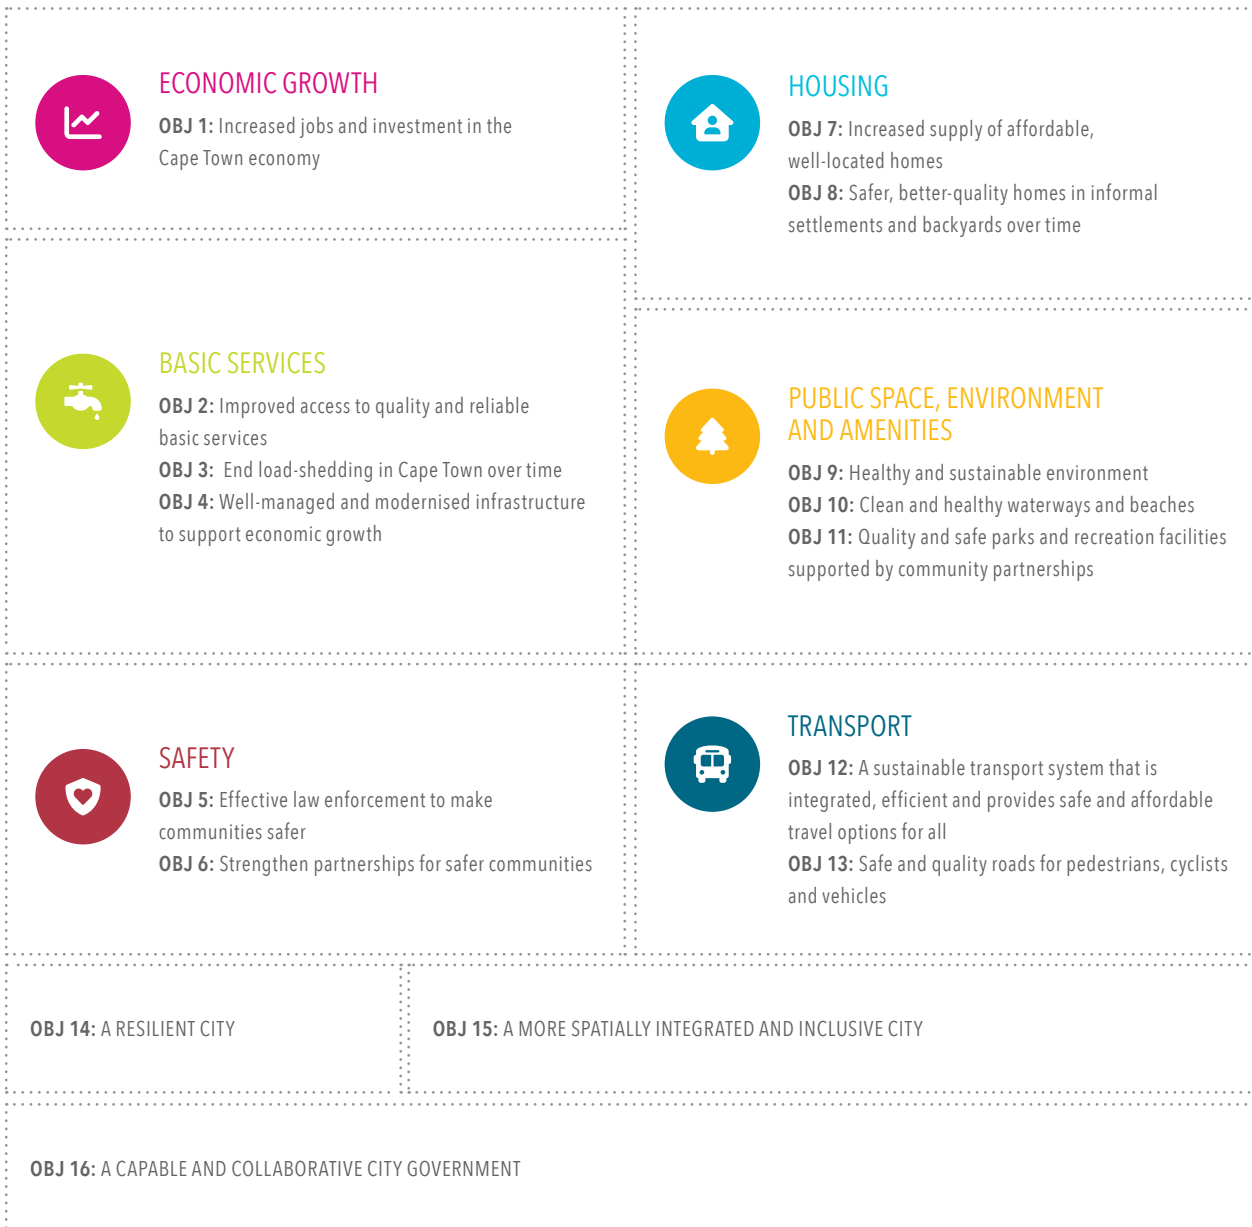 ECONOMIC GROWTH
OBJ 1: Increased jobs and investment in the
Cape Town economy
BASIC SERVICES
OBJ 2: Improved access to quality and reliable
basic services
OBJ 3: End load-shedding in Cape Town over time
OBJ 4: Well-managed and modernised infrastructure
to support economic growth
SAFETY
OBJ 5: Effective law enforcement to make
communities safer
OBJ 6: Strengthen partnerships for safer communities
HOUSING
OBJ 7: Increased supply of affordable,
well-located homes
OBJ 8: Safer, better-quality homes in informal
settlements and backyards over time
PUBLIC SPACE, ENVIRONMENT
AND AMENITIES
OBJ 9: Healthy and sustainable environment
OBJ 10: Clean and healthy waterways and beaches
OBJ 11: Quality and safe parks and recreation facilities
supported by community partnerships
TRANSPORT
OBJ 12: A sustainable transport system that is
integrated, efficient and provides safe and affordable
travel options for all
OBJ 13: Safe and quality roads for pedestrians, cyclists
and vehicles
OBJ 14: A RESILIENT CITY
OBJ 15: A MORE SPATIALLY INTEGRATED AND INCLUSIVE CITY
OBJ 16: A CAPABLE AND COLLABORATIVE CITY GOVERNMENT